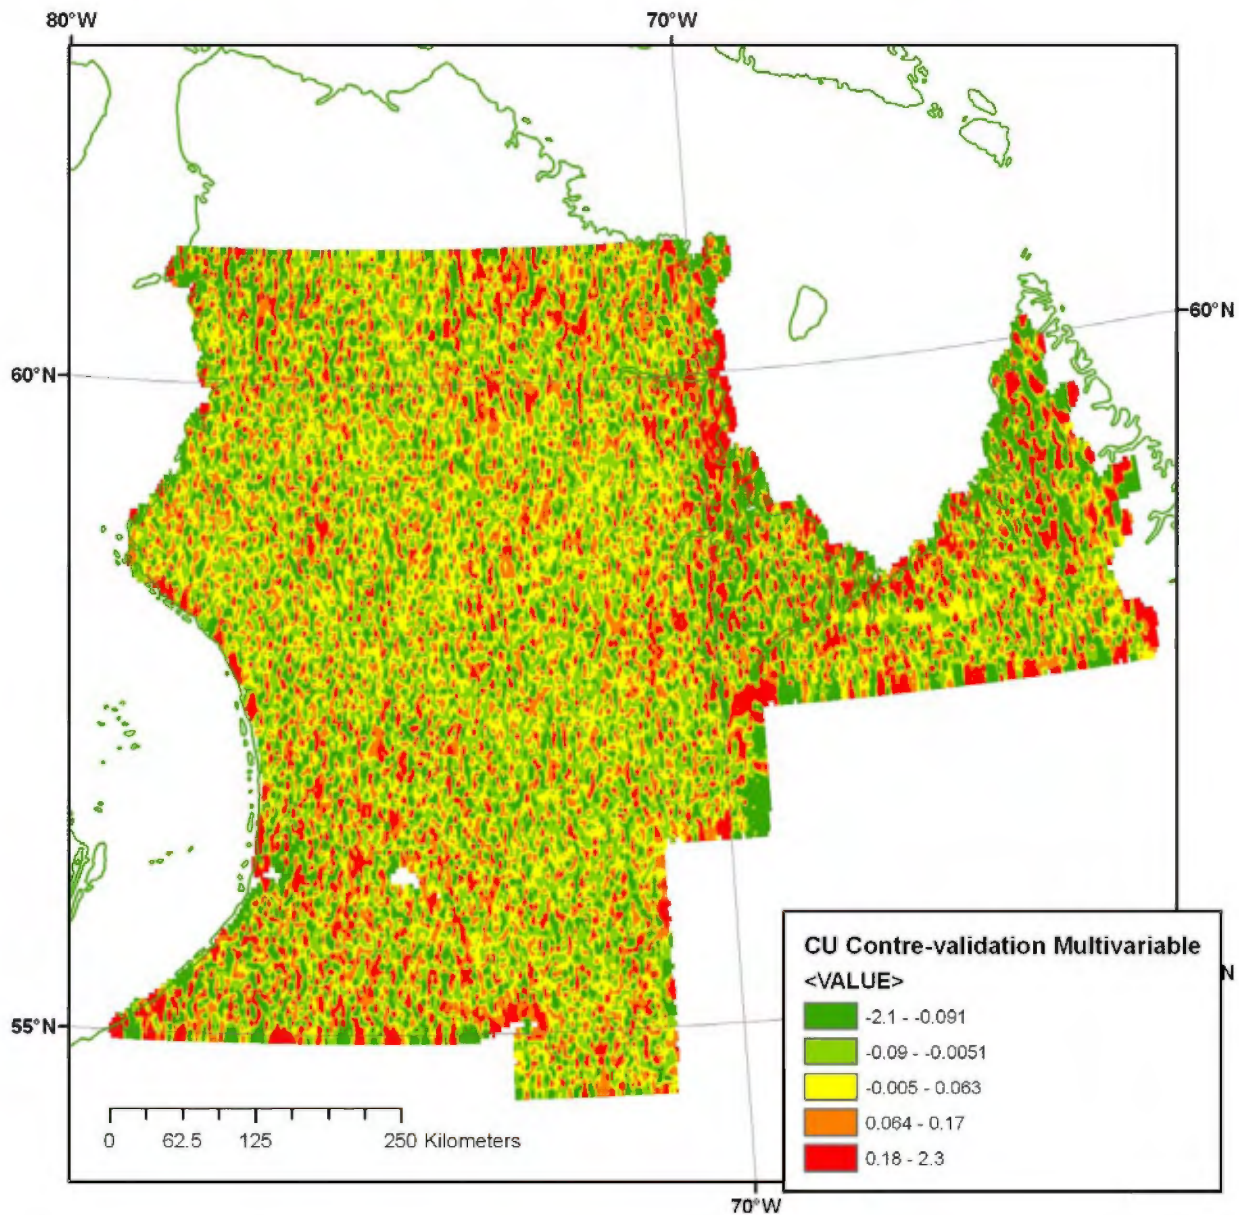 80°W
70°W
60°N
60°N
CU Contre-validation Multivariable
<VALUE>
N
-2.1 - -0.091
55°N
-0.09 - -0.0051
-0.005 - 0.063
0.064 - 0.17
0 62.5 125 250 Kilometers
0.18 - 2.3
70°W